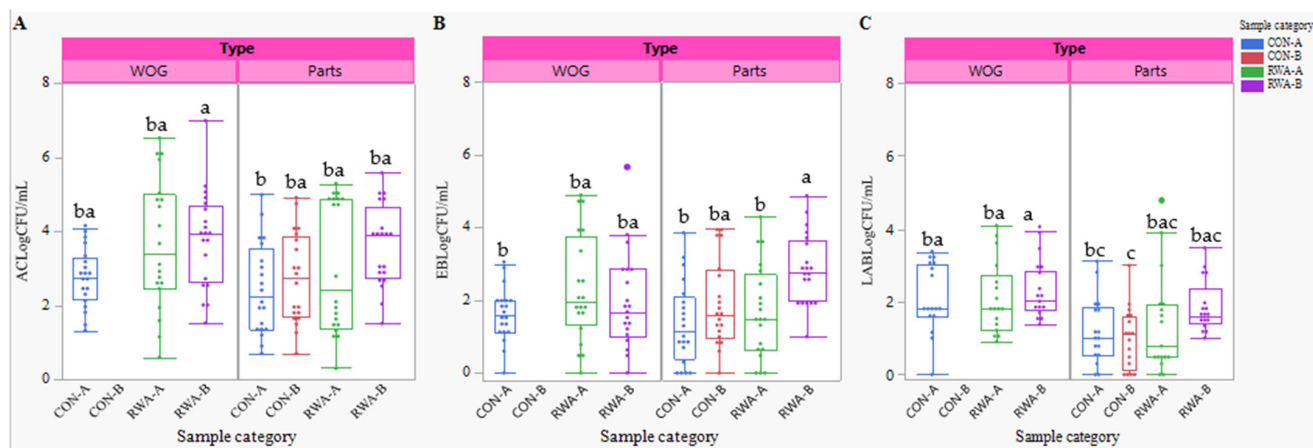 A
B
C
Sample category
CON-A
CON-B
RWA-A
RWA-B
Type
WOG
Parts
8
6
4
2
0
ACLogCFU/mL
ba
ba
a
b
ba
ba
ba
CON-A
CON-B
RWA-A
RWA-B
CON-A
CON-B
RWA-A
RWA-B
Sample category
Type
WOG
Parts
8
6
4
2
0
EBLogCFU/mL
b
ba
ba
b
ba
b
a
CON-A
CON-B
RWA-A
RWA-B
CON-A
CON-B
RWA-A
RWA-B
Sample category
Type
WOG
Parts
8
6
4
2
0
LABLogCFU/mL
ba
ba
a
bc
c
bac
bac
CON-A
CON-B
RWA-A
RWA-B
CON-A
CON-B
RWA-A
RWA-B
Sample category